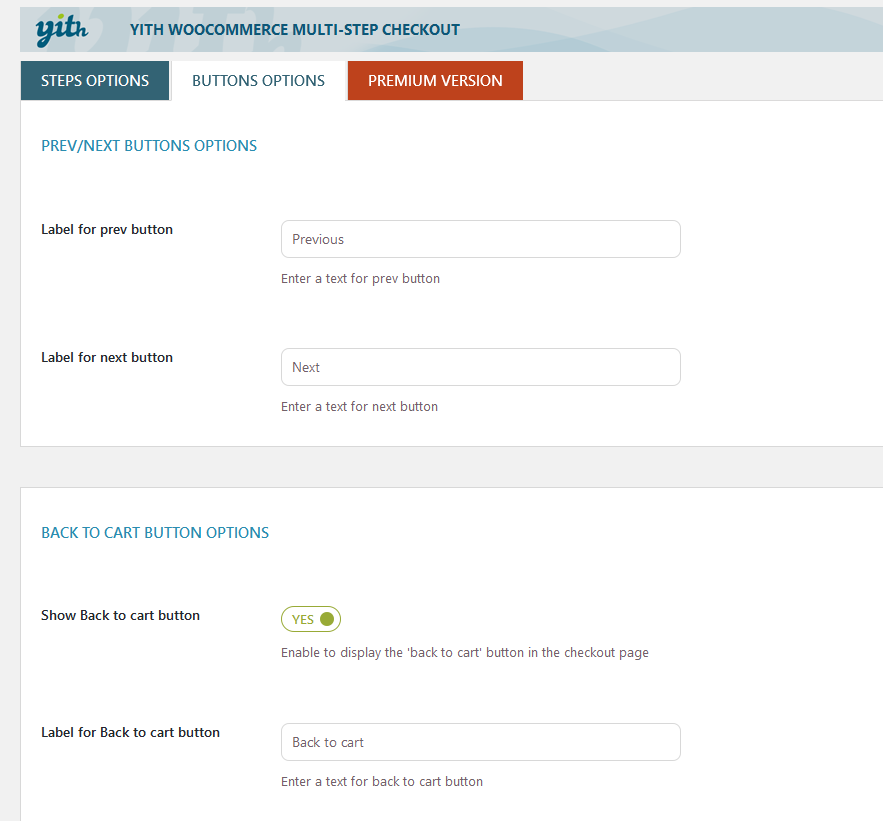 yith
YITH WOOCOMMERCE MULTI-STEP CHECKOUT
STEPS OPTIONS
BUTTONS OPTIONS
PREMIUM VERSION
PREV/NEXT BUTTONS OPTIONS
Label for prev button
Previous
Enter a text for prev button
Label for next button
Next
Enter a text for next button
BACK TO CART BUTTON OPTIONS
Show Back to cart button
YES
Enable to display the 'back to cart' button in the checkout page
Label for Back to cart button
Back to cart
Enter a text for back to cart button